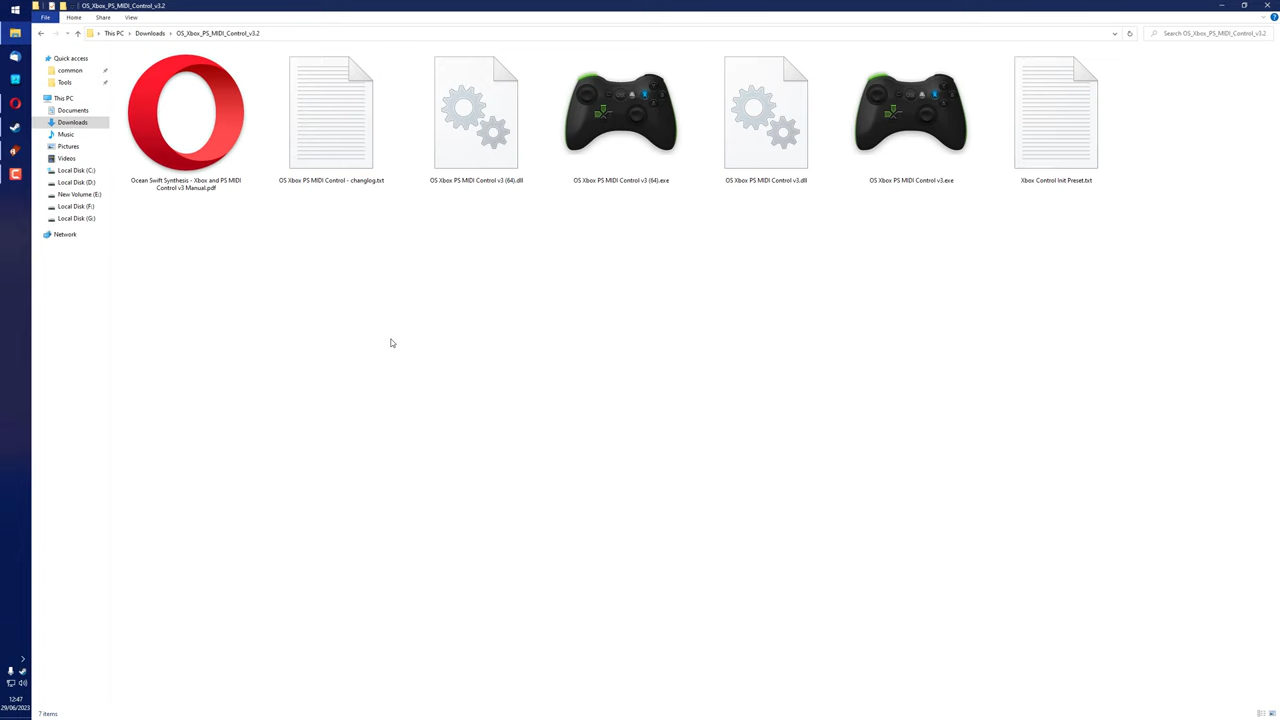 OS_Xbox_PS_MIDI_Control_v3.2
File
Home
Share
View
This PC
Downloads
OS_Xbox_PS_MIDI_Control_v3.2
Search OS_Xbox_PS_MIDI_Control_v3.2
Quick access
common
Tools
This PC
Documents
Downloads
Music
Pictures
Videos
Local Disk (C:)
Local Disk (D:)
New Volume (E:)
Local Disk (F:)
Local Disk (G:)
Network
Ocean Swift Synthesis - Xbox and PS MIDI
Control v3 Manual.pdf
OS Xbox PS MIDI Control - changlog.txt
OS Xbox PS MIDI Control v3 (64).dll
OS Xbox PS MIDI Control v3 (64).exe
OS Xbox PS MIDI Control v3.dll
OS Xbox PS MIDI Control v3.exe
Xbox Control Init Preset.txt
12:47
29/06/2023
7 items